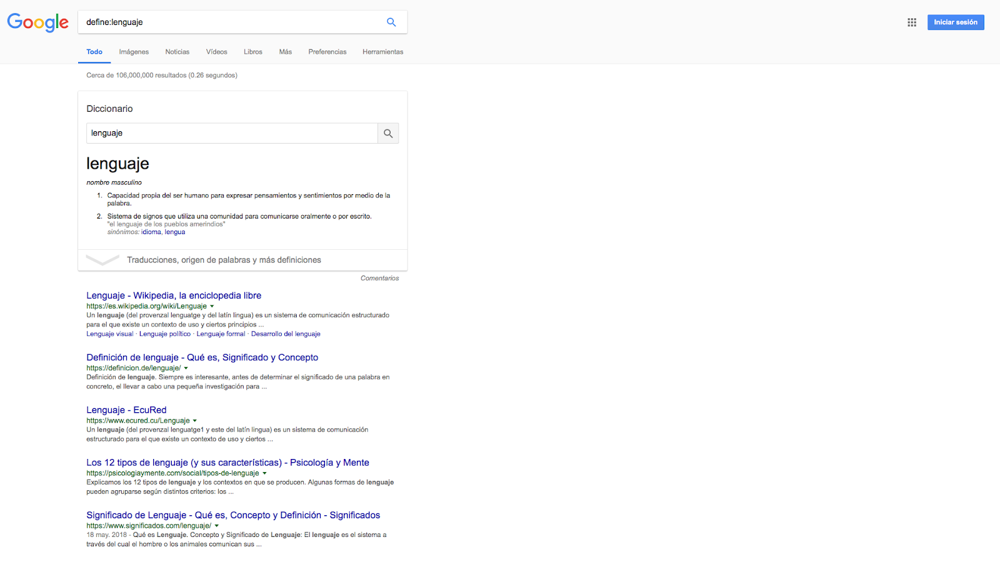 Google
define:lenguaje
Iniciar sesión
Todo Imágenes Noticias Vídeos Libros Más Preferencias Herramientas
Cerca de 106,000,000 resultados (0.26 segundos)
Diccionario
lenguaje
lenguaje
nombre masculino
1. Capacidad propia del ser humano para expresar pensamientos y sentimientos por medio de la
palabra.
2. Sistema de signos que utiliza una comunidad para comunicarse oralmente o por escrito.
"el lenguaje de los pueblos amerindios"
sinónimos: idioma, lengua
Traducciones, origen de palabras y más definiciones
Comentarios
Lenguaje - Wikipedia, la enciclopedia libre
https://es.wikipedia.org/wiki/Lenguaje
Un lenguaje (del provenzal lenguatge y del latín lingua) es un sistema de comunicación estructurado
para el que existe un contexto de uso y ciertos principios ...
Lenguaje visual · Lenguaje político · Lenguaje formal · Desarrollo del lenguaje
Definición de lenguaje - Qué es, Significado y Concepto
https://definicion.de/lenguaje/
Definición de lenguaje. Siempre es interesante, antes de determinar el significado de una palabra en
concreto, el llevar a cabo una pequeña investigación para ...
Lenguaje - EcuRed
https://www.ecured.cu/Lenguaje
Un lenguaje (del provenzal lenguatge1 y este del latín lingua) es un sistema de comunicación
estructurado para el que existe un contexto de uso y ciertos ...
Los 12 tipos de lenguaje (y sus características) - Psicología y Mente
https://psicologiaymente.com/social/tipos-de-lenguaje
Explicamos los 12 tipos de lenguaje y los contextos en que se producen. Algunas formas de lenguaje
pueden agruparse según distintos criterios: los ...
Significado de Lenguaje - Qué es, Concepto y Definición - Significados
https://www.significados.com/lenguaje/
18 may. 2018 - Qué es Lenguaje. Concepto y Significado de Lenguaje: El lenguaje es el sistema a
través del cual el hombre o los animales comunican sus ...